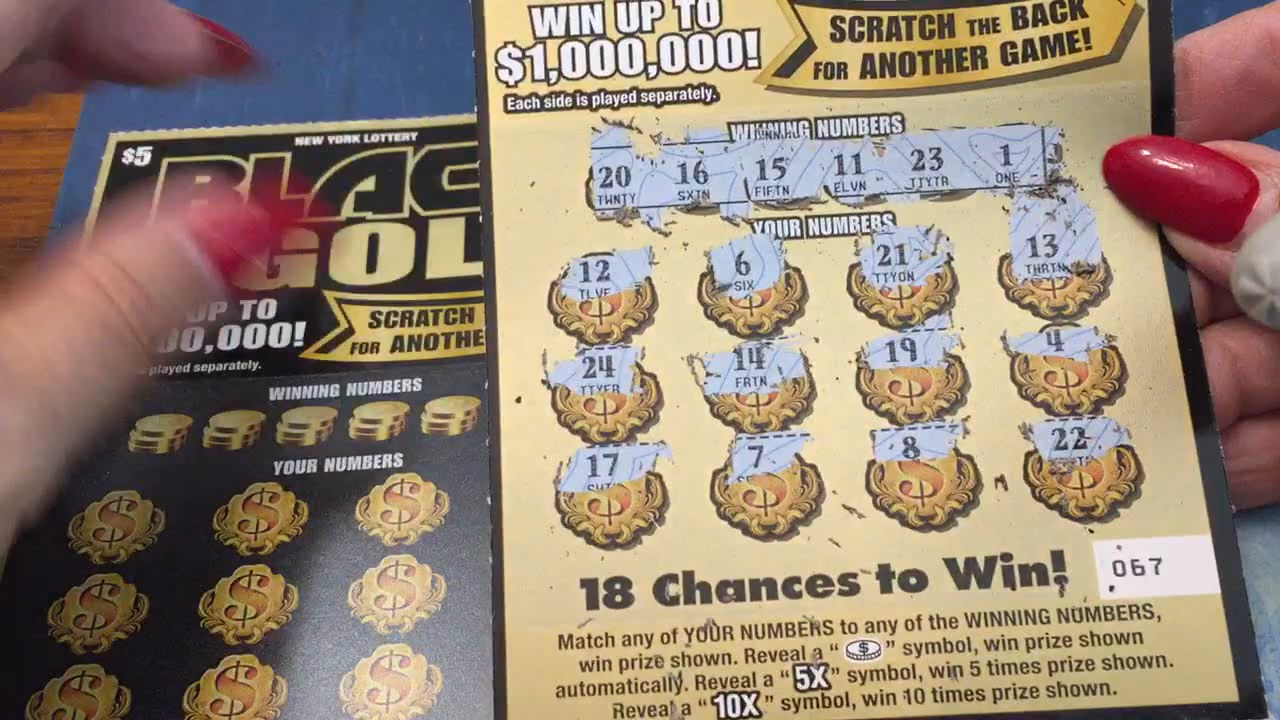 WIN UP TO
$1,000,000!
SCRATCH THE BACK
FOR ANOTHER GAME!
Each side is played separately.
WINNING NUMBERS
20 16 15 11 23 1
TWNTY SXTN FIFTN ELVN TTYTR ONE
YOUR NUMBERS
12 6 21 13
TLVE SIX TTYON THRTN
24 14 19 4
TTYFR FRTN
17 7 8 22
18 Chances to Win!
067
Match any of YOUR NUMBERS to any of the WINNING NUMBERS,
win prize shown. Reveal a " $ " symbol, win prize shown
automatically. Reveal a "5X" symbol, win 5 times prize shown.
Reveal a "10X" symbol, win 10 times prize shown.
NEW YORK LOTTERY
$5
BLAC
GOL
UP TO
00,000!
SCRATCH
FOR ANOTHE
played separately.
WINNING NUMBERS
YOUR NUMBERS